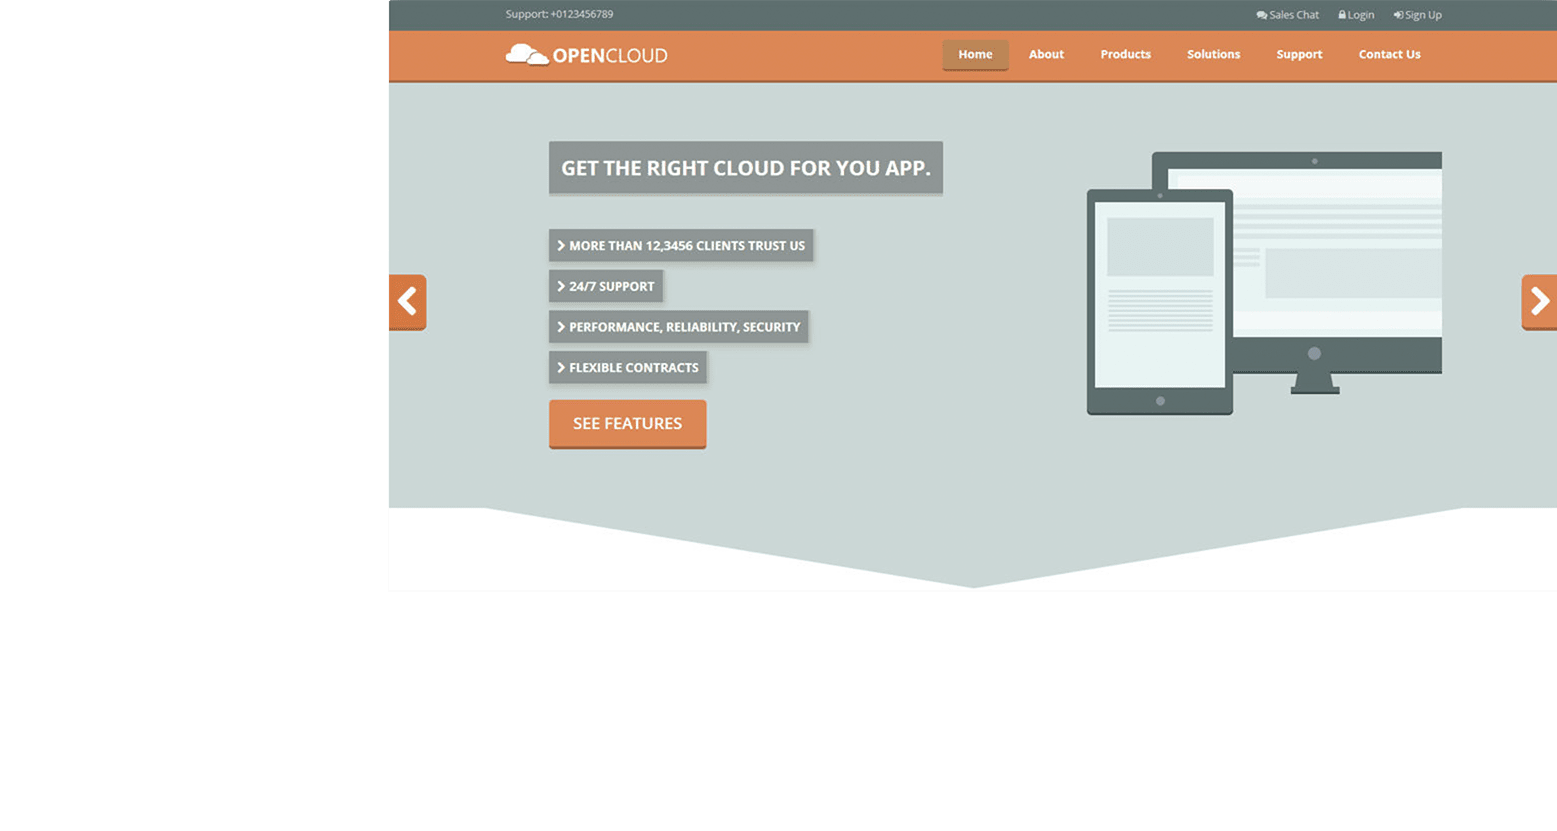 Support: +0123456789
Sales Chat Login Sign Up
OPENCLOUD
Home About Products Solutions Support Contact Us
GET THE RIGHT CLOUD FOR YOU APP.
MORE THAN 12,3456 CLIENTS TRUST US
24/7 SUPPORT
PERFORMANCE, RELIABILITY, SECURITY
FLEXIBLE CONTRACTS
SEE FEATURES